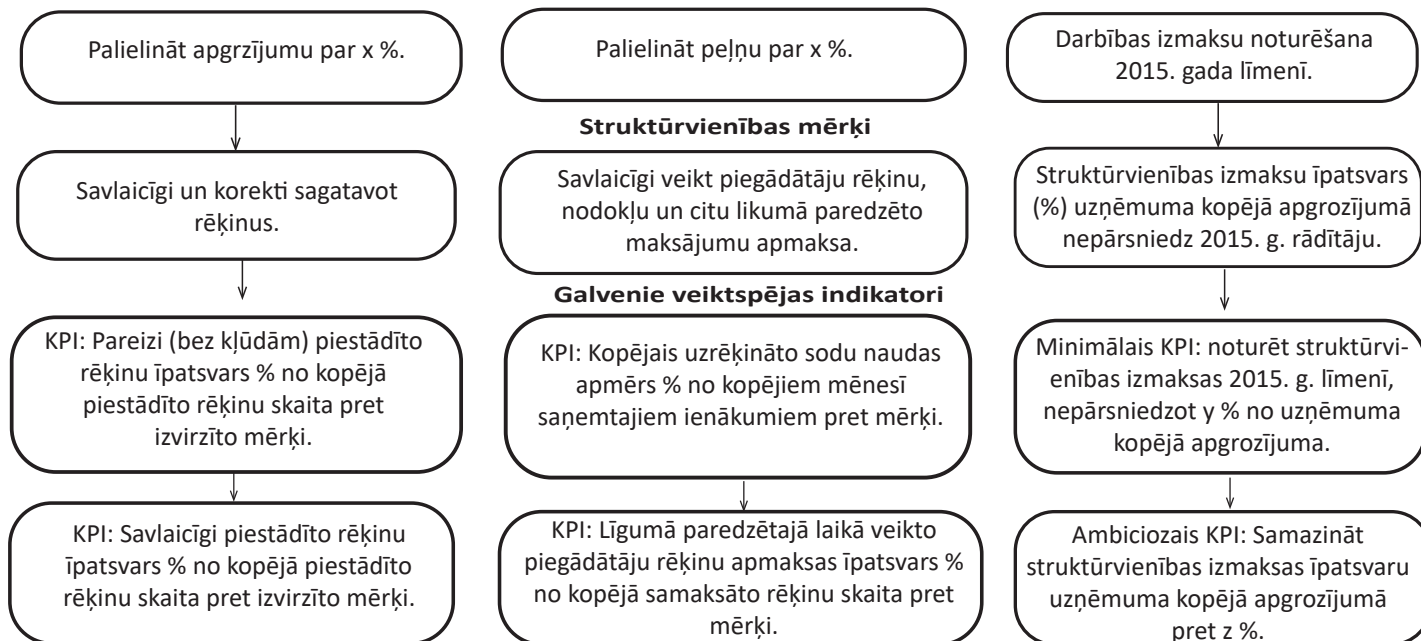 Palielināt apgrzījumu par x %.
Palielināt peļņu par x %.
Darbības izmaksu noturēšana
2015. gada līmenī.
Struktūrvienības mērķi
Savlaicīgi un korekti sagatavot
rēķinus.
Savlaicīgi veikt piegādātāju rēķinu,
nodokļu un citu likumā paredzēto
maksājumu apmaksa.
Struktūrvienības izmaksu īpatsvars
(%) uzņēmuma kopējā apgrozījumā
nepārsniedz 2015. g. rādītāju.
Galvenie veiktspējas indikatori
KPI: Pareizi (bez kļūdām) piestādīto
rēķinu īpatsvars % no kopējā
piestādīto rēķinu skaita pret
izvirzīto mērķi.
KPI: Kopējais uzrēķināto sodu naudas
apmērs % no kopējiem mēnesī
saņemtajiem ienākumiem pret mērķi.
Minimālais KPI: noturēt struktūrvi-
enības izmaksas 2015. g. līmenī,
nepārsniedzot y % no uzņēmuma
kopējā apgrozījuma.
KPI: Savlaicīgi piestādīto rēķinu
īpatsvars % no kopējā piestādīto
rēķinu skaita pret izvirzīto mērķi.
KPI: Līgumā paredzētajā laikā veikto
piegādātāju rēķinu apmaksas īpatsvars %
no kopējā samaksāto rēķinu skaita pret
mērķi.
Ambiciozais KPI: Samazināt
struktūrvienības izmaksas īpatsvaru
uzņēmuma kopējā apgrozījumā
pret z %.